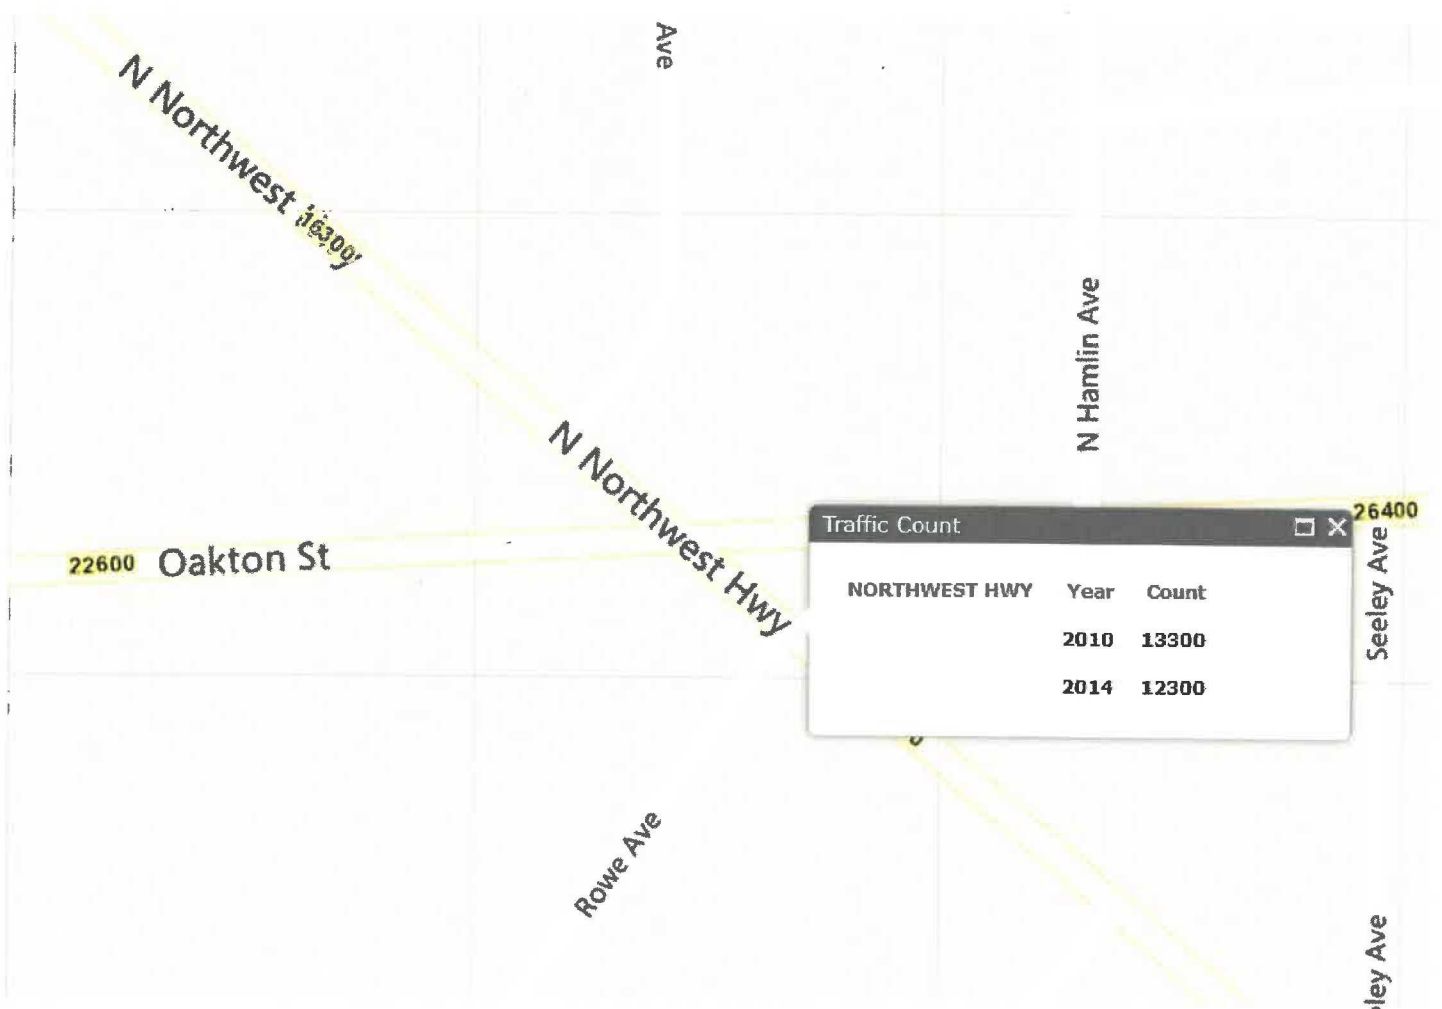 Ave
N Northwest
16300
N Hamlin Ave
N Northwest Hwy
26400
22600 Oakton St
Traffic Count
NORTHWEST HWY Year Count
2010 13300
2014 12300
Seeley Ave
Rowe Ave